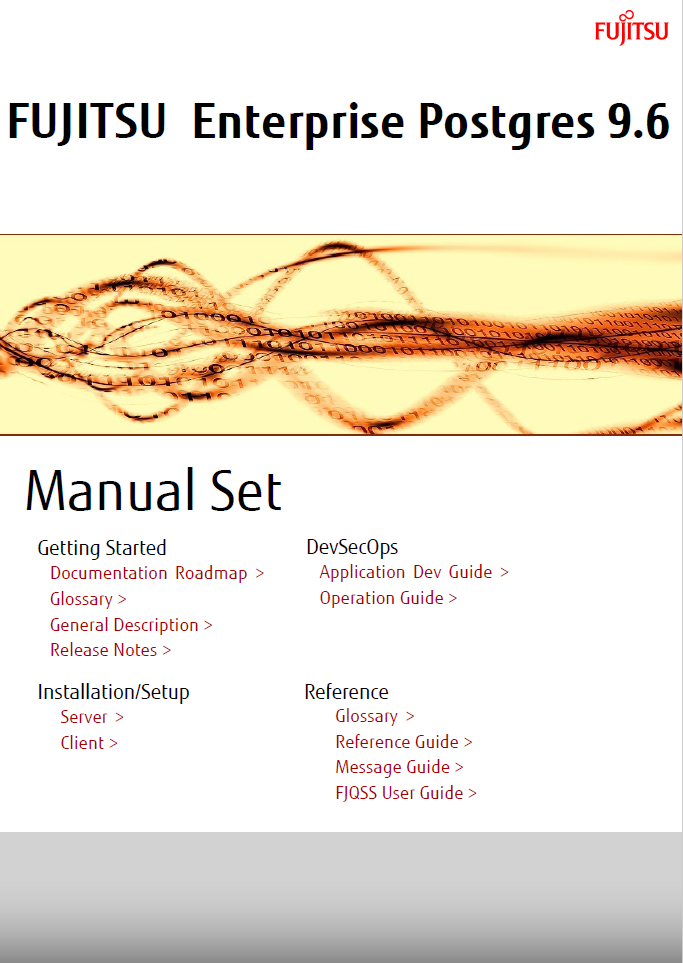 FUJITSU
FUJITSU Enterprise Postgres 9.6
Manual Set
Getting Started
Documentation Roadmap >
Glossary >
General Description >
Release Notes >
DevSecOps
Application Dev Guide >
Operation Guide >
Installation/Setup
Server >
Client >
Reference
Glossary >
Reference Guide >
Message Guide >
FJQSS User Guide >